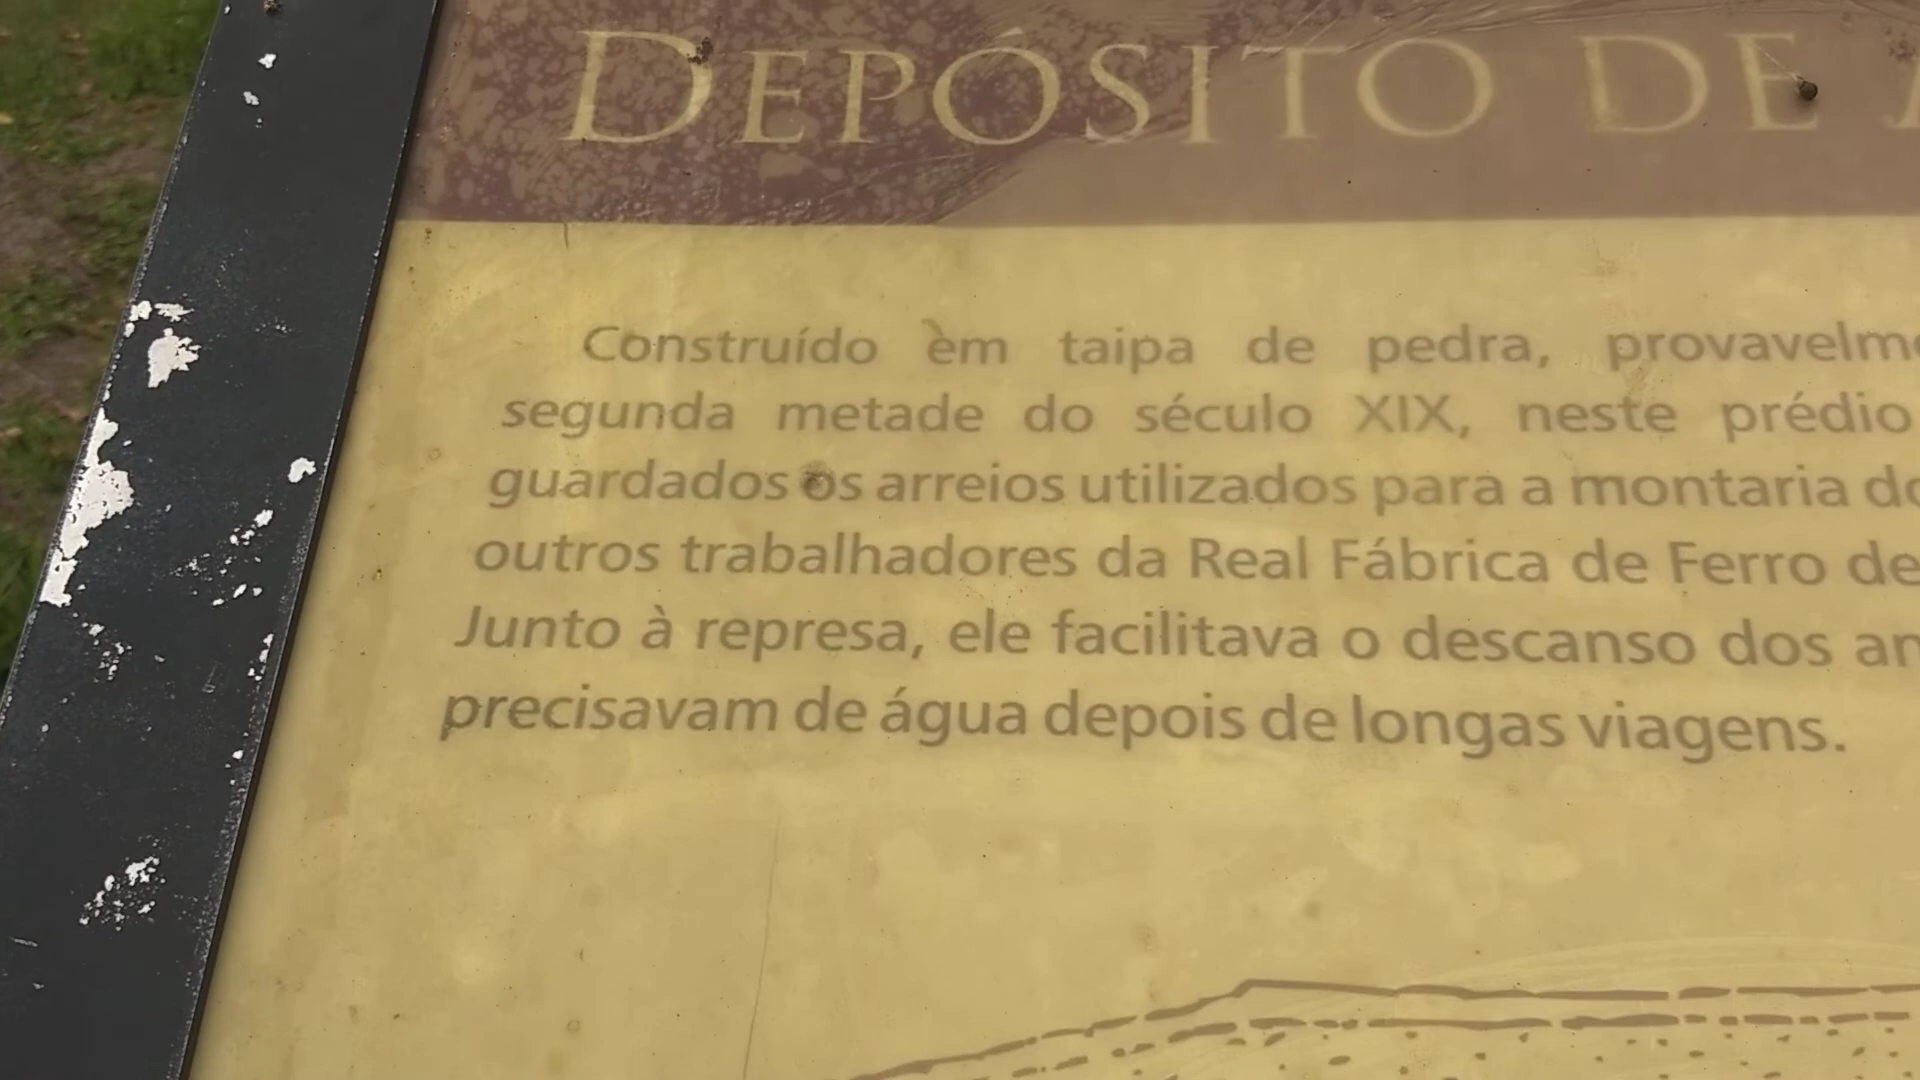 DEPÓSITO DE
Construído em taipa de pedra,
segunda metade do século XIX, neste prédio
guardados os arreios utilizados para a montaria
outros trabalhadores da Real Fábrica de Ferro de
Junto à represa, ele facilitava o descanso dos
precisavam de água depois de longas viagens.